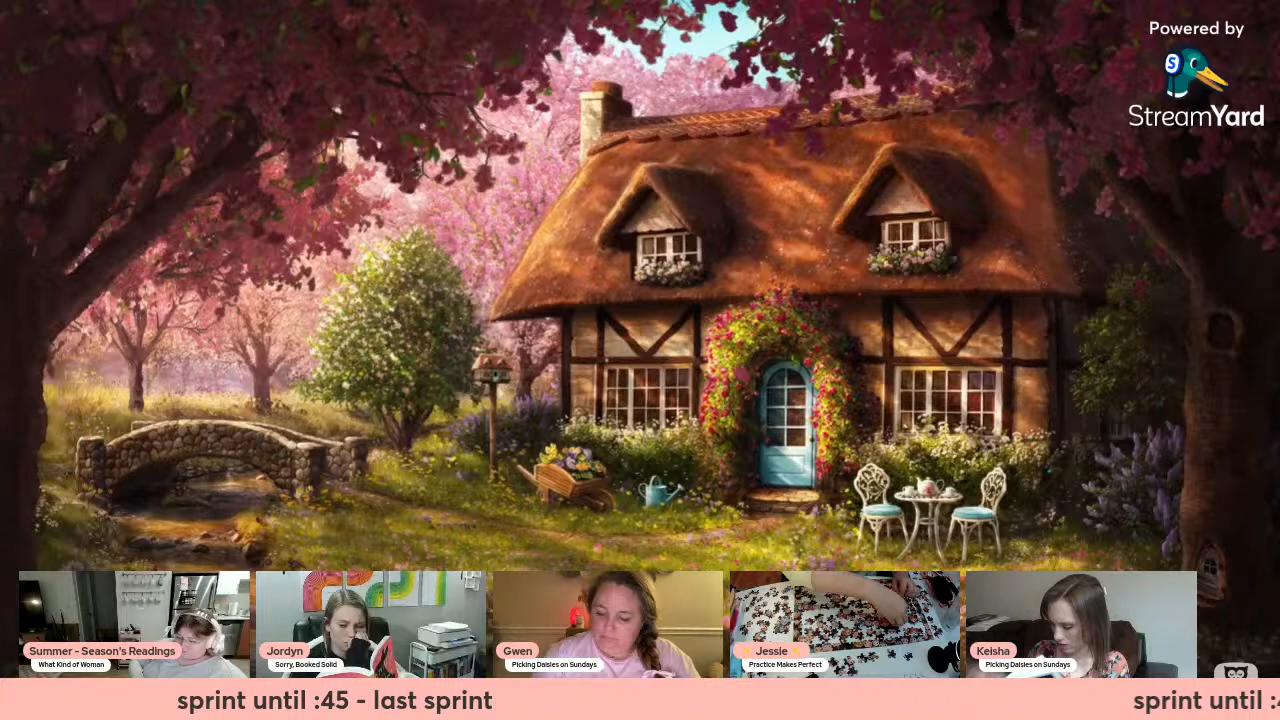 Powered by
S
StreamYard
Summer - Season's Readings
What Kind of Woman
Jordyn
Sorry, Booked Solid
Gwen
Picking Daisies on Sundays
Jessie
Practice Makes Perfect
Keisha
Picking Daisies on Sundays
sprint until :45 - last sprint
sprint until :4